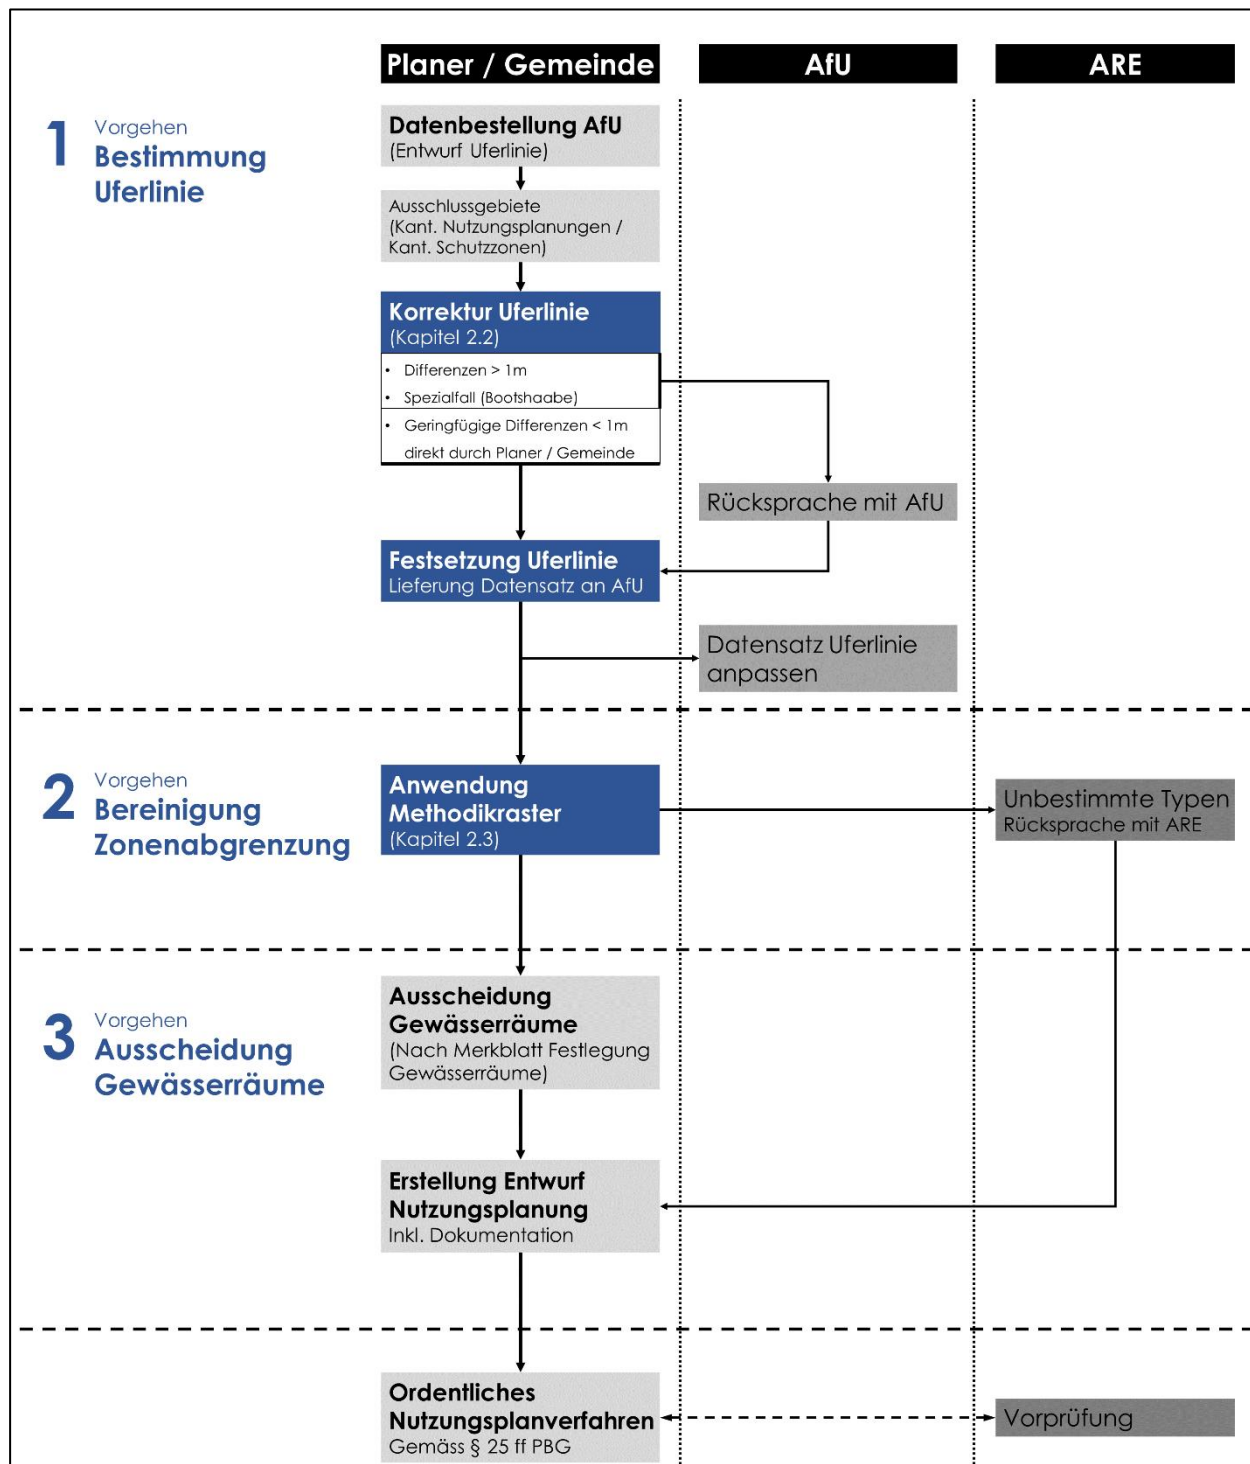 Planer / Gemeinde
AfU
ARE
1
Vorgehen
Bestimmung
Uferlinie
Datenbestellung AfU
(Entwurf Uferlinie)
Ausschlussgebiete
(Kant. Nutzungsplanungen /
Kant. Schutzzonen)
Korrektur Uferlinie
(Kapitel 2.2)
• Differenzen > 1m
• Spezialfall (Bootshaabe)
• Geringfügige Differenzen < 1m
direkt durch Planer / Gemeinde
Rücksprache mit AfU
Festsetzung Uferlinie
Lieferung Datensatz an AfU
Datensatz Uferlinie
anpassen
2
Vorgehen
Bereinigung
Zonenabgrenzung
Anwendung
Methodikraster
(Kapitel 2.3)
Unbestimmte Typen
Rücksprache mit ARE
3
Vorgehen
Ausscheidung
Gewässerräume
Ausscheidung
Gewässerräume
(Nach Merkblatt Festlegung
Gewässerräume)
Erstellung Entwurf
Nutzungsplanung
Inkl. Dokumentation
Ordentliches
Nutzungsplanverfahren
Gemäss § 25 ff PBG
Vorprüfung